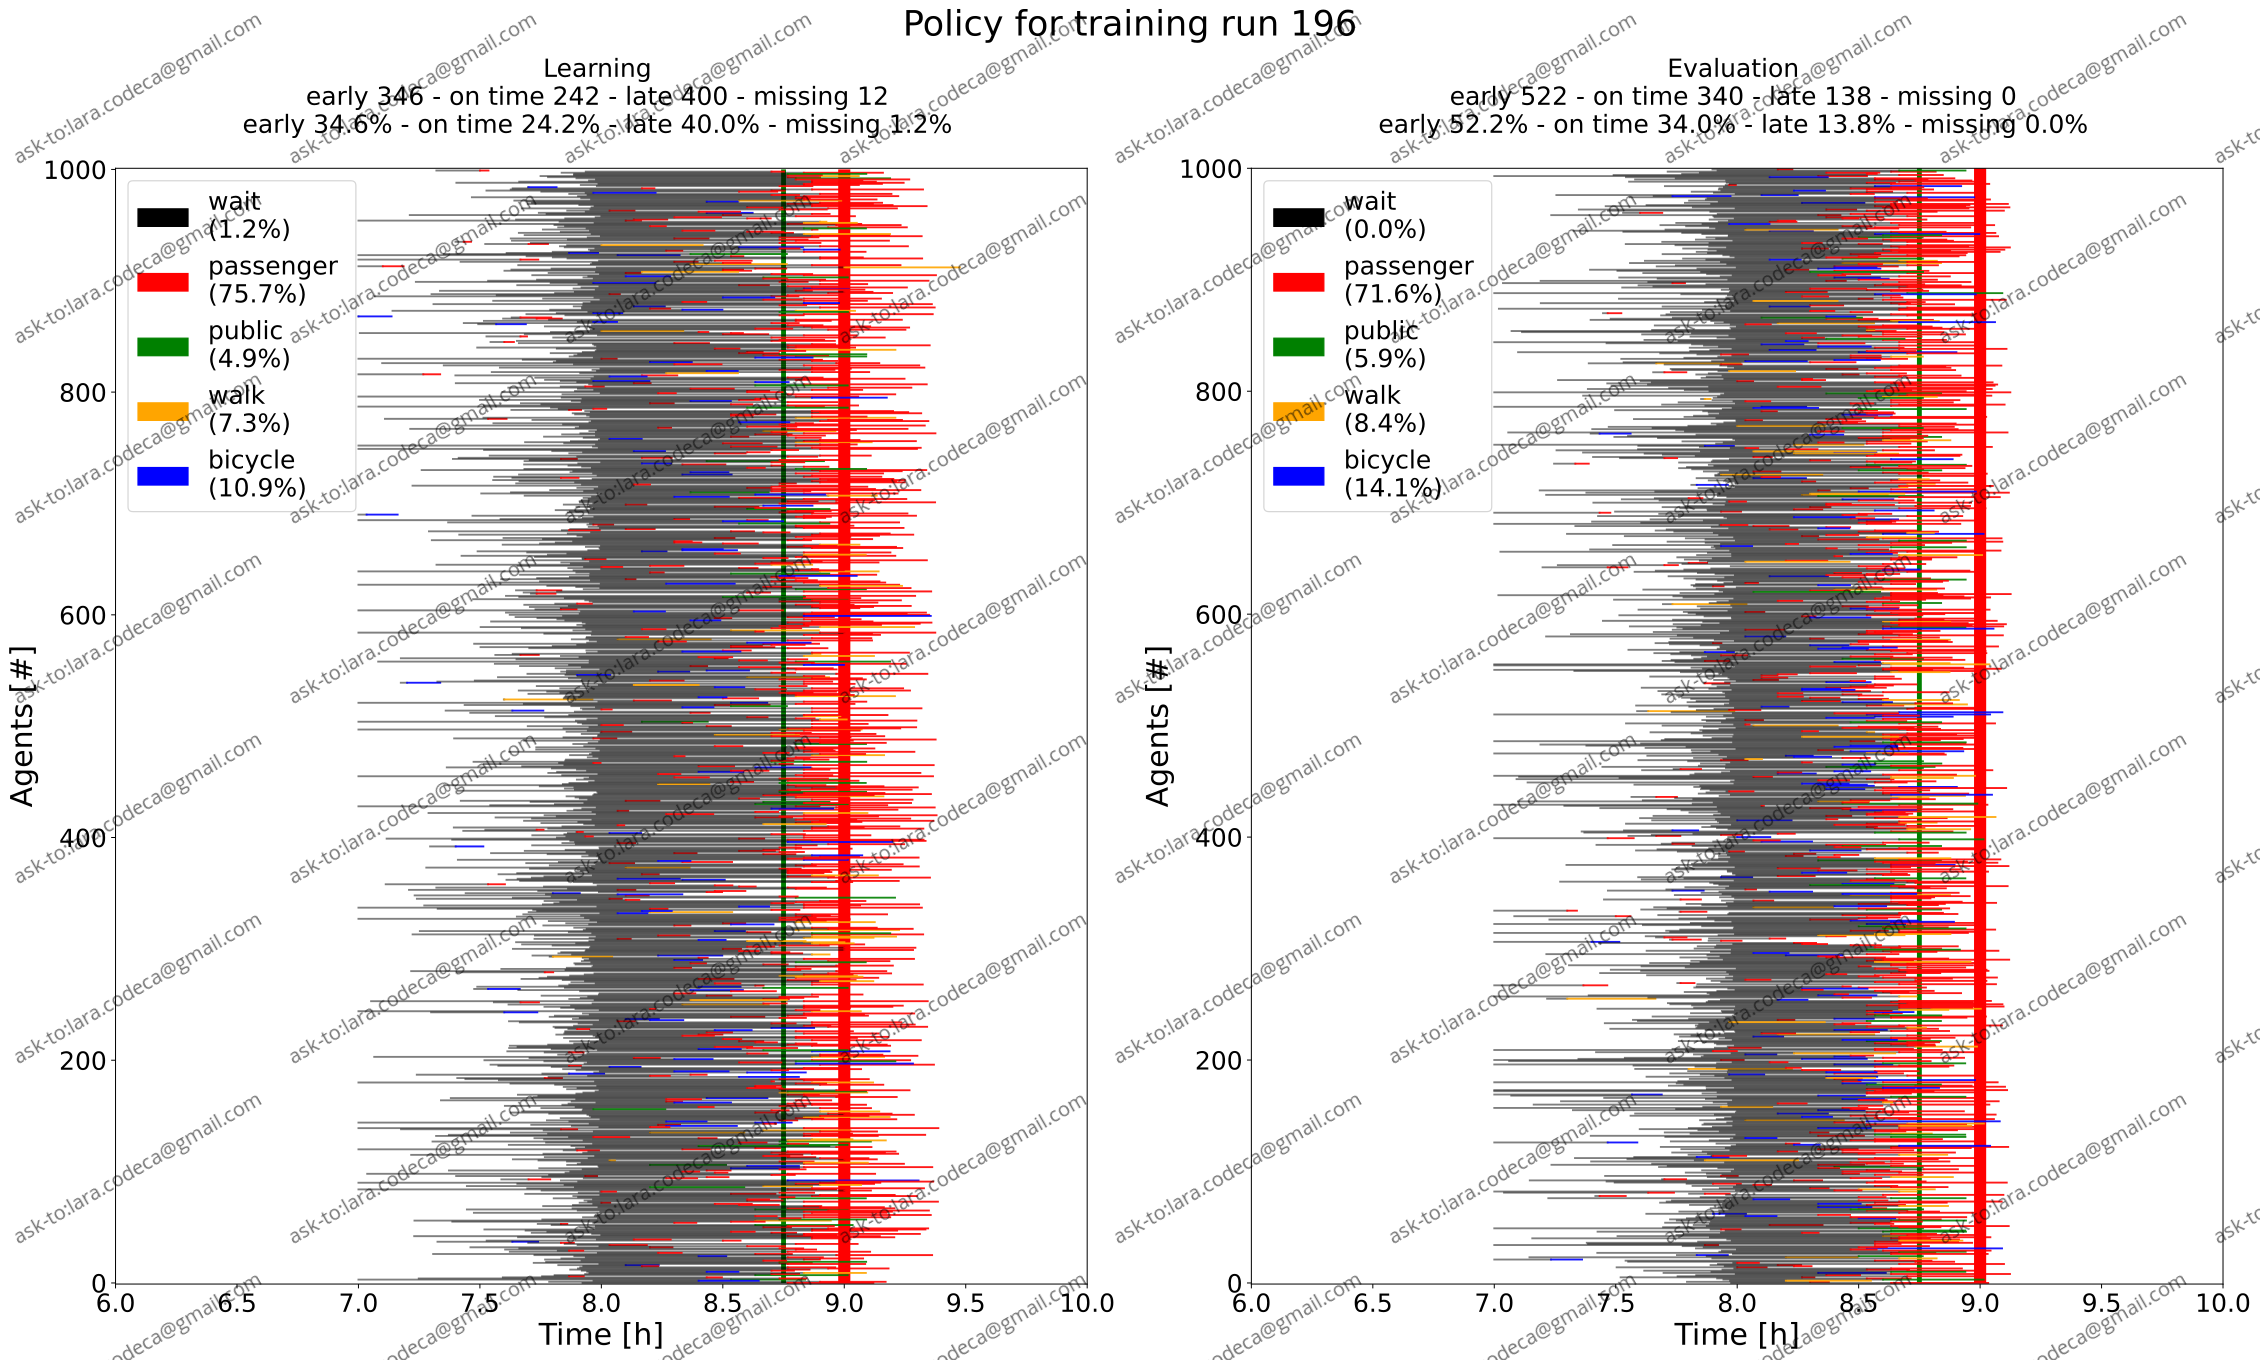 Policy for training run 196
Learning
early 346 - on time 242 - late 400 - missing 12
early 34.6% - on time 24.2% - late 40.0% - missing 1.2%
1000
800
600
400
200
0
Agents [#]
wait
(1.2%)
passenger
(75.7%)
public
(4.9%)
walk
(7.3%)
bicycle
(10.9%)
6.0 6.5 7.0 7.5 8.0 8.5 9.0 9.5 10.0
Time [h]
Evaluation
early 522 - on time 340 - late 138 - missing 0
early 52.2% - on time 34.0% - late 13.8% - missing 0.0%
1000
800
600
400
200
0
Agents [#]
wait
(0.0%)
passenger
(71.6%)
public
(5.9%)
walk
(8.4%)
bicycle
(14.1%)
6.0 6.5 7.0 7.5 8.0 8.5 9.0 9.5 10.0
Time [h]
ask-to:lara.codeca@gmail.com